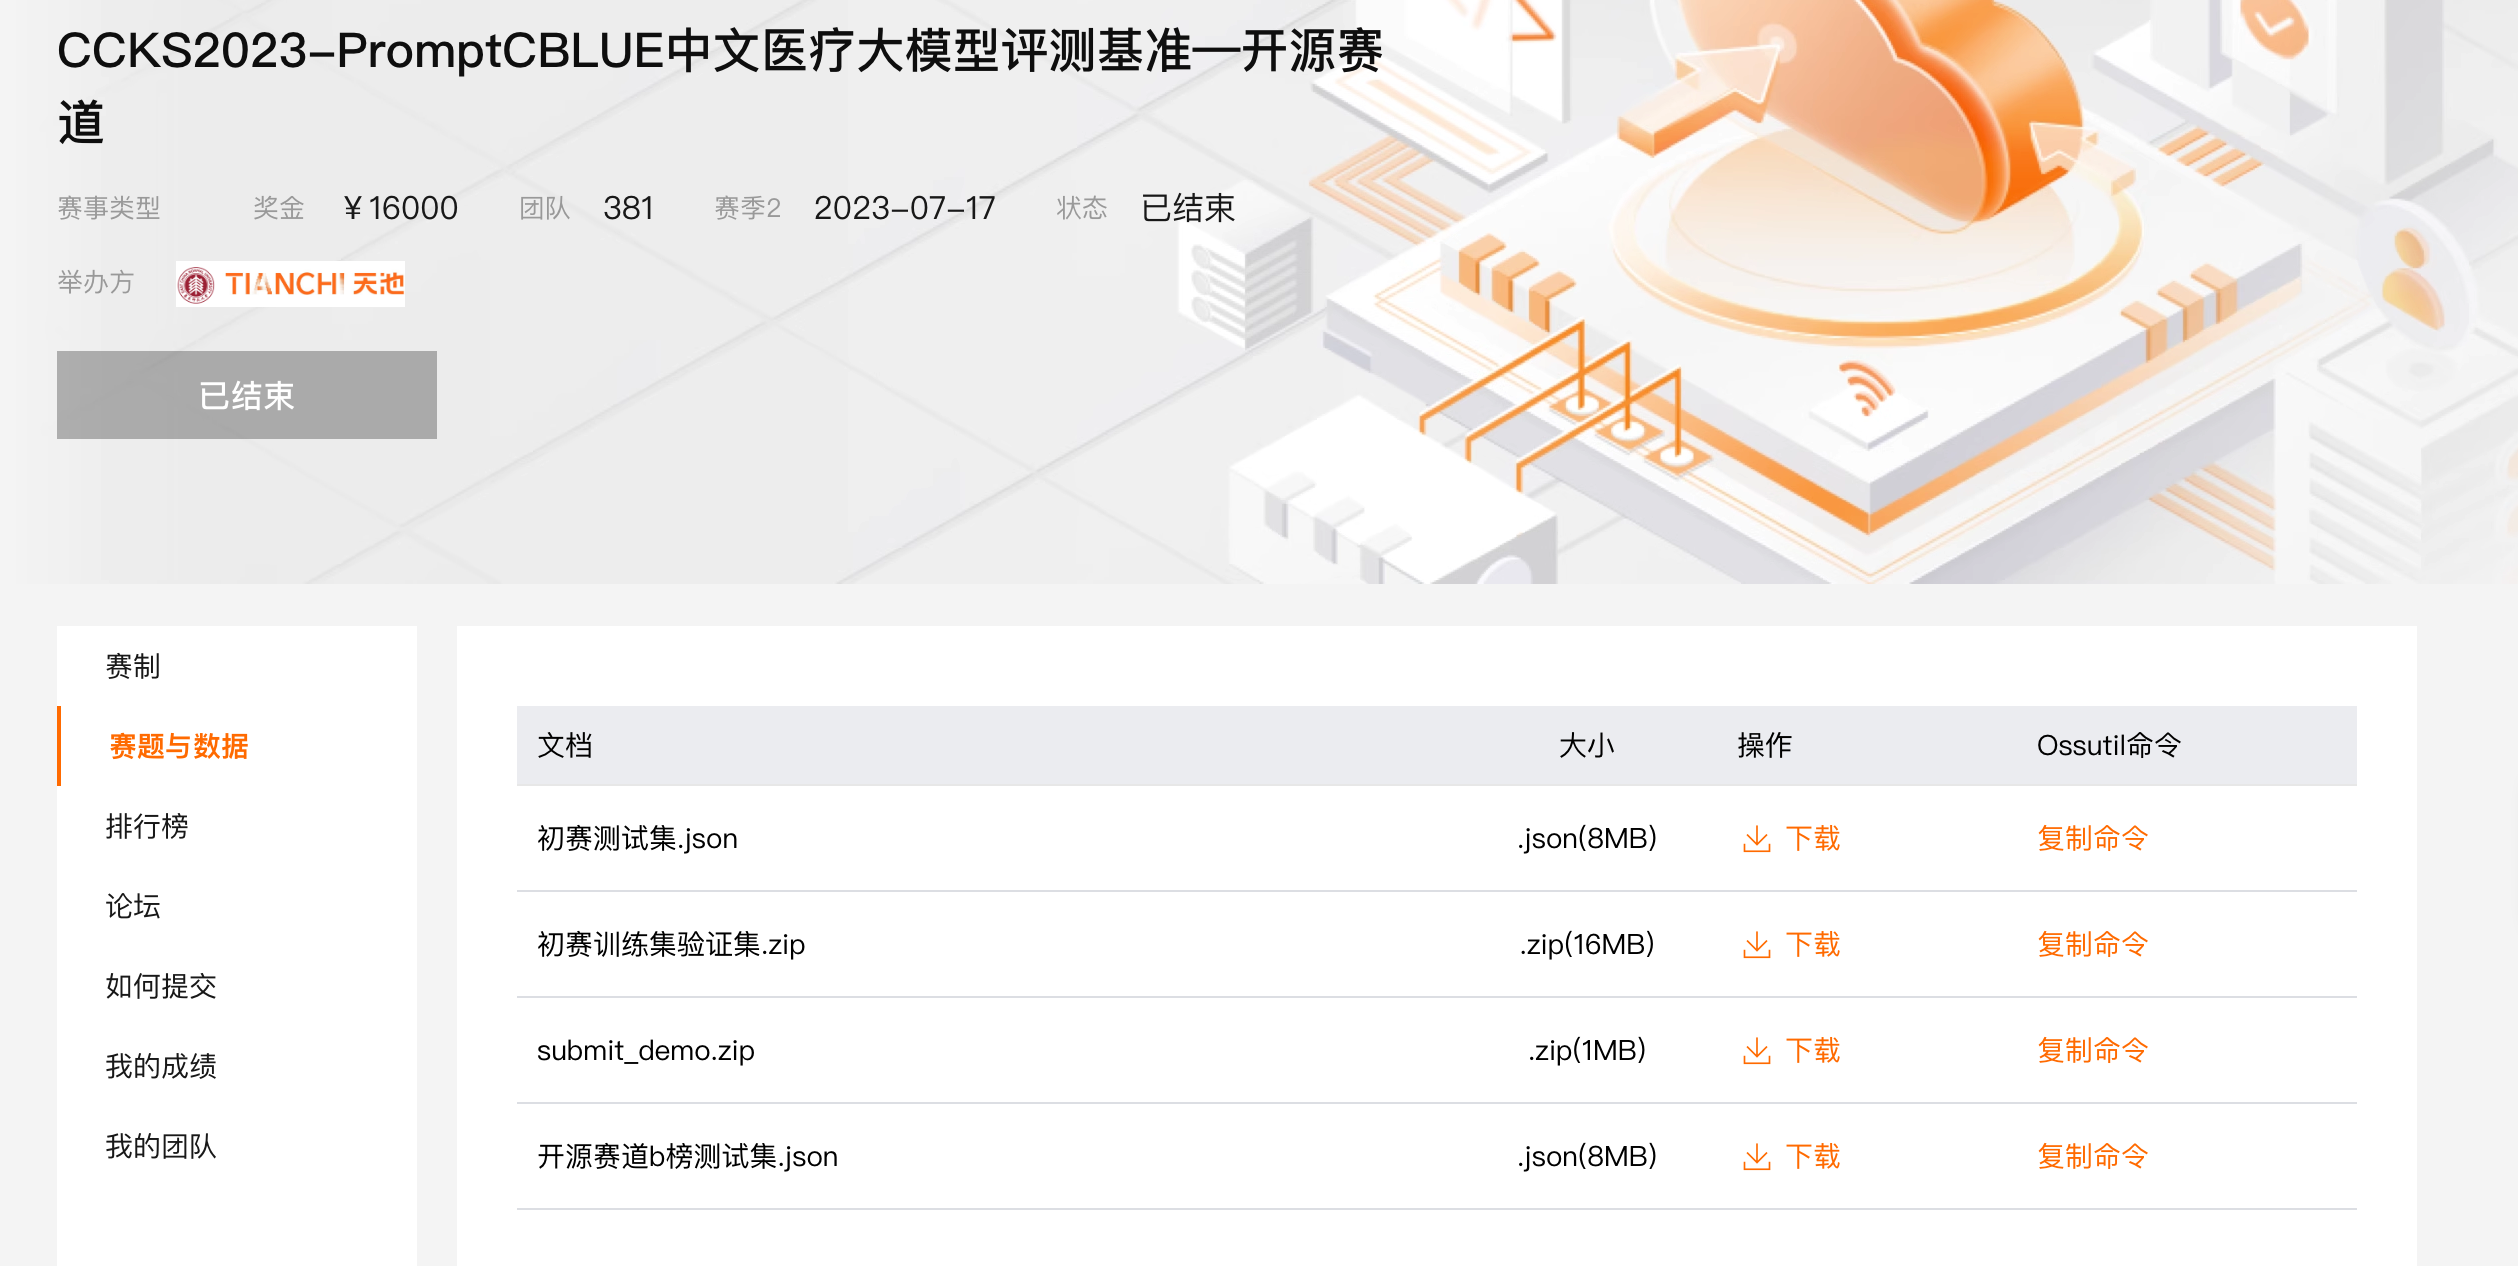 CCKS2023-PromptCBLUE中文医疗大模型评测基准—开源赛
道
赛事类型 奖金 ¥16000 团队 381 赛季2 2023-07-17 状态 已结束
举办方 TIANCHI 天池
已结束
赛制
赛题与数据
排行榜
论坛
如何提交
我的成绩
我的团队
文档 大小 操作 Ossutil命令
初赛测试集.json .json(8MB) 下载 复制命令
初赛训练集验证集.zip .zip(16MB) 下载 复制命令
submit_demo.zip .zip(1MB) 下载 复制命令
开源赛道b榜测试集.json .json(8MB) 下载 复制命令